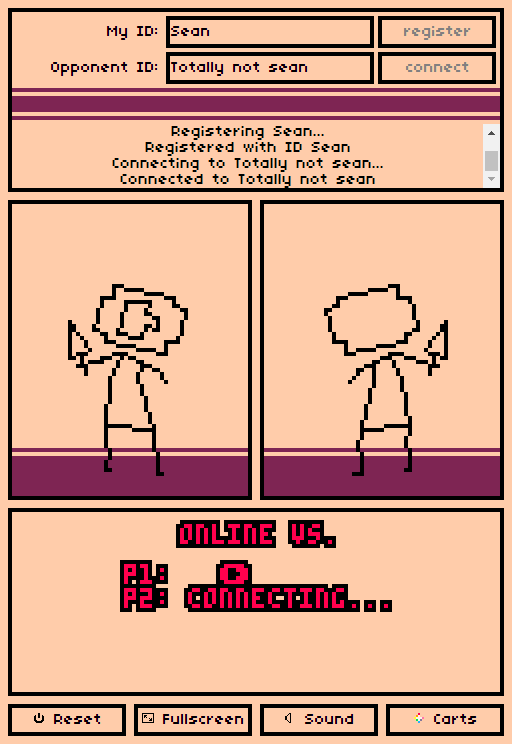 My ID: Sean register
Opponent ID: Totally not sean connect
Registering Sean...
Registered with ID Sean
Connecting to Totally not sean...
Connected to Totally not sean
ONLINE VS.
P1:
P2: CONNECTING...
Reset Fullscreen Sound Carts